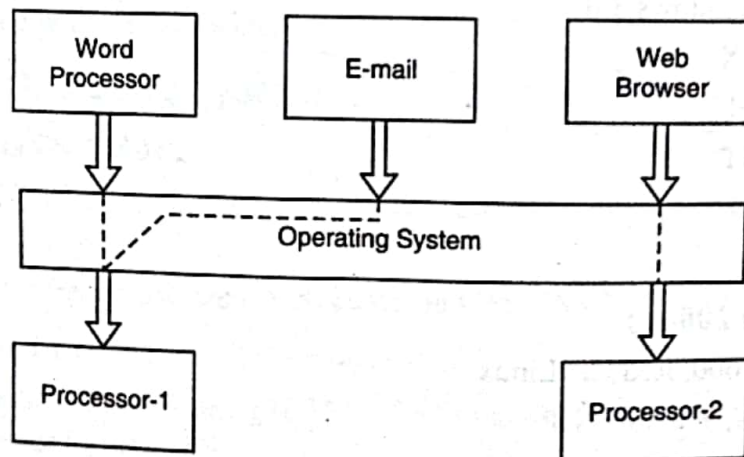 Word
Processor
E-mail
Web
Browser
Operating System
Processor-1
Processor-2